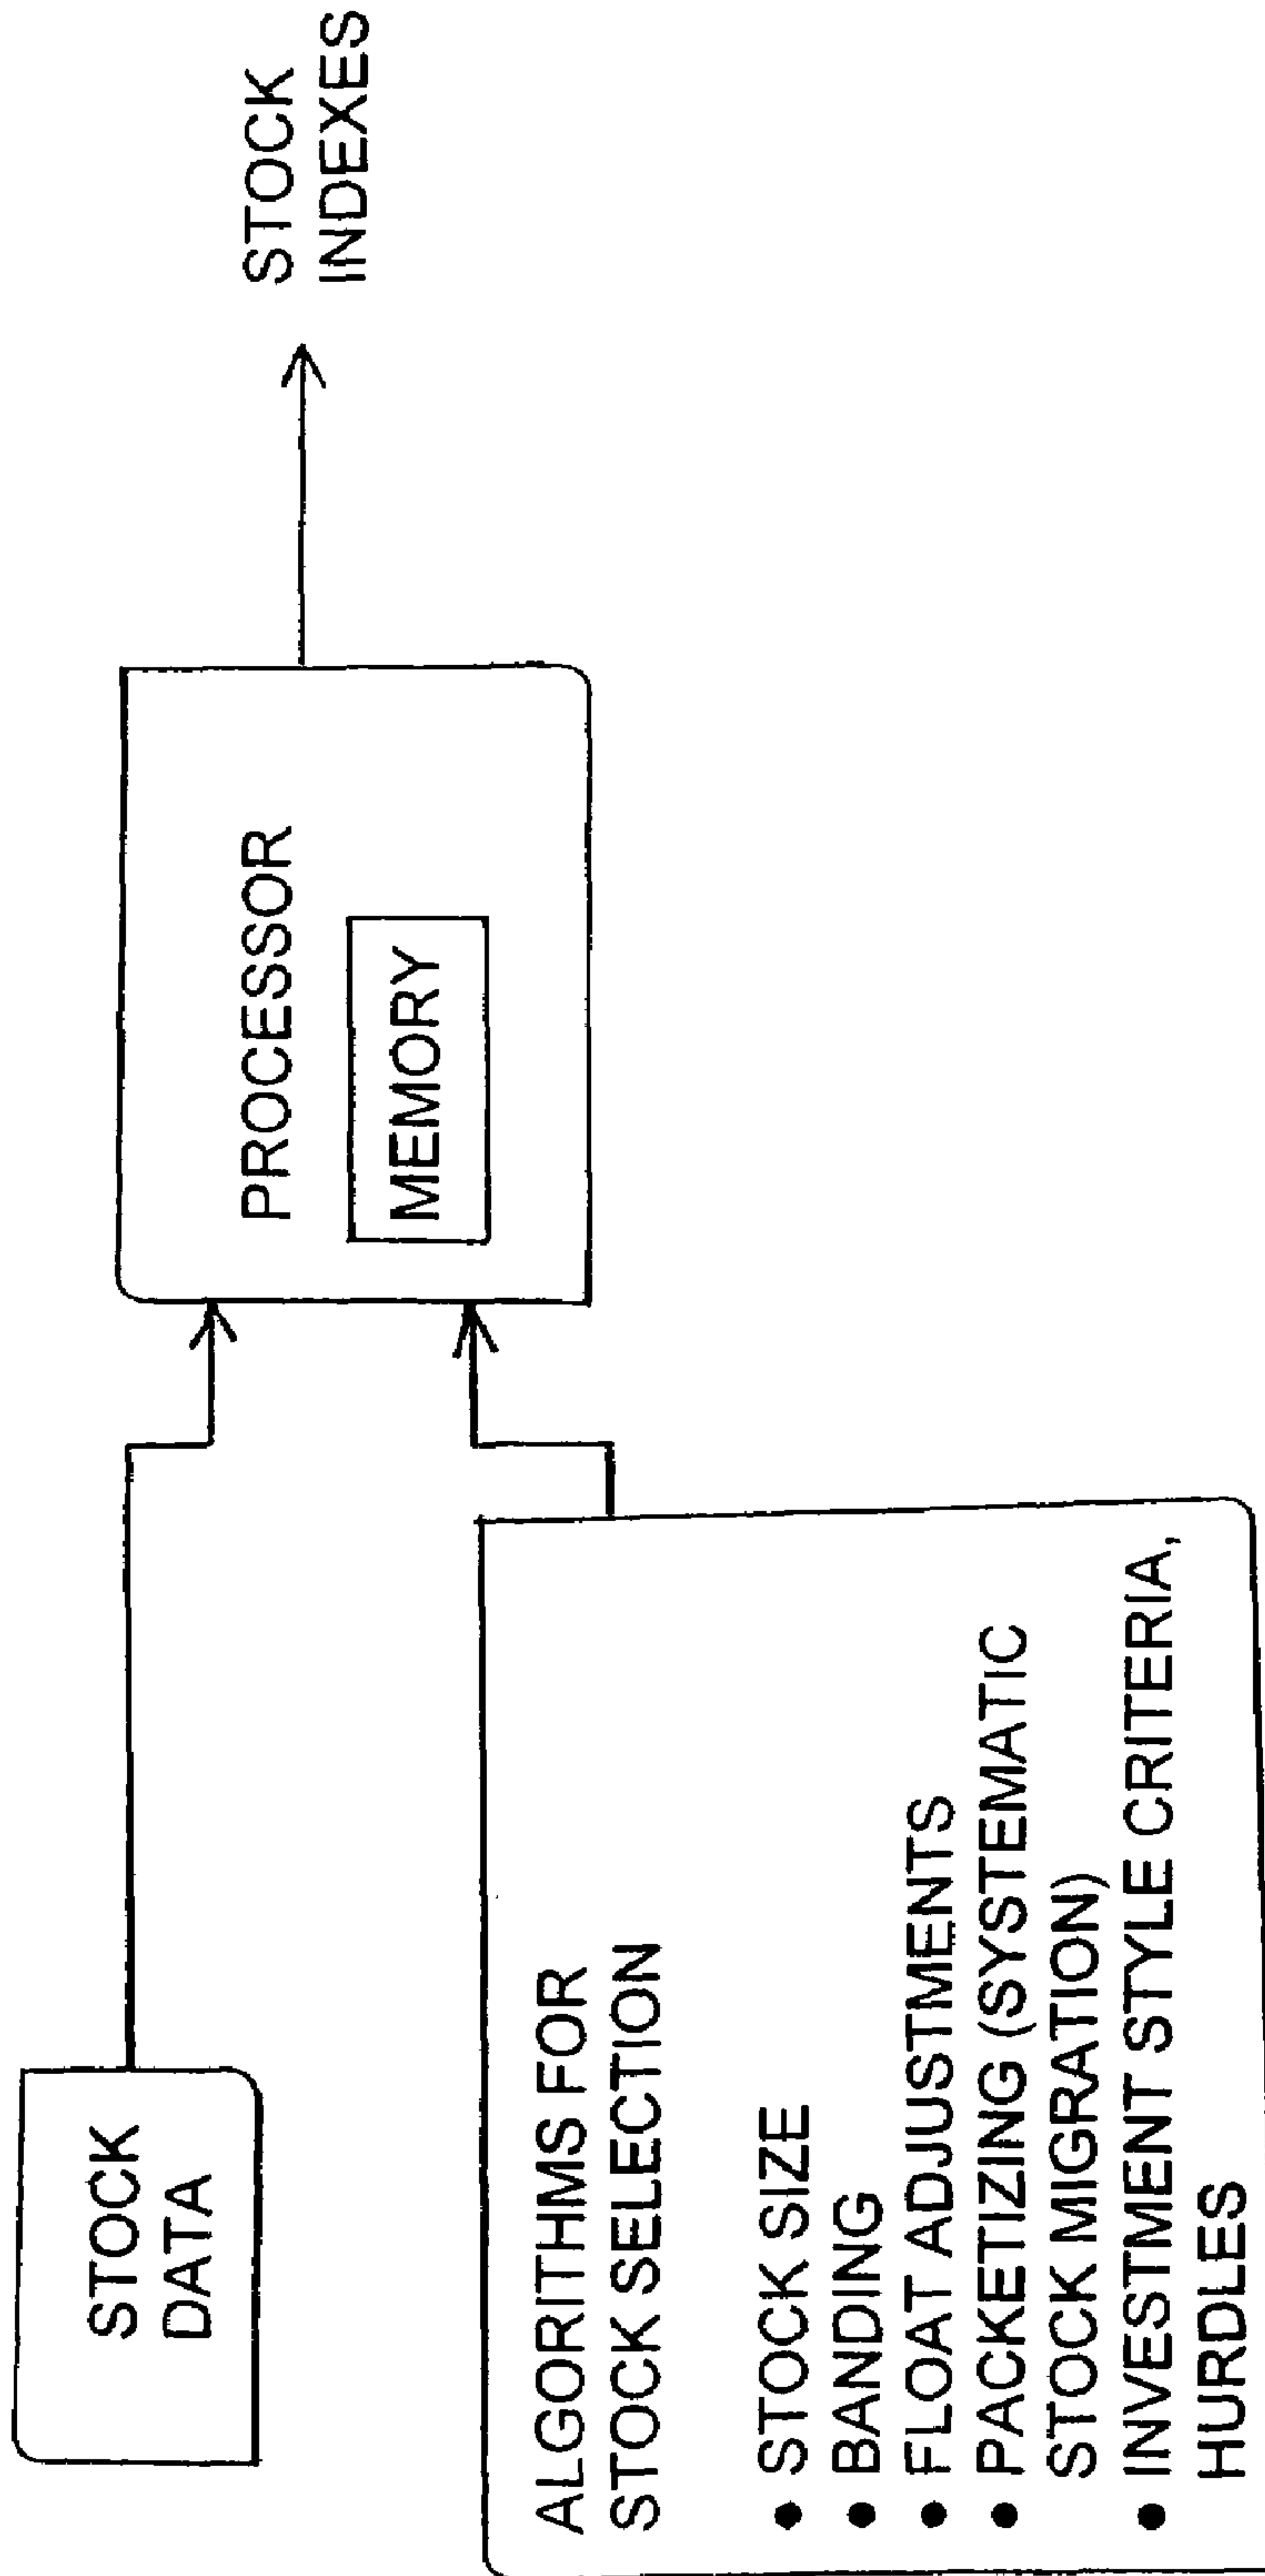 STOCK
DATA
ALGORITHMS FOR
STOCK SELECTION
• STOCK SIZE
• BANDING
• FLOAT ADJUSTMENTS
• PACKETIZING (SYSTEMATIC
STOCK MIGRATION)
• INVESTMENT STYLE CRITERIA,
HURDLES
PROCESSOR
MEMORY
STOCK
INDEXES